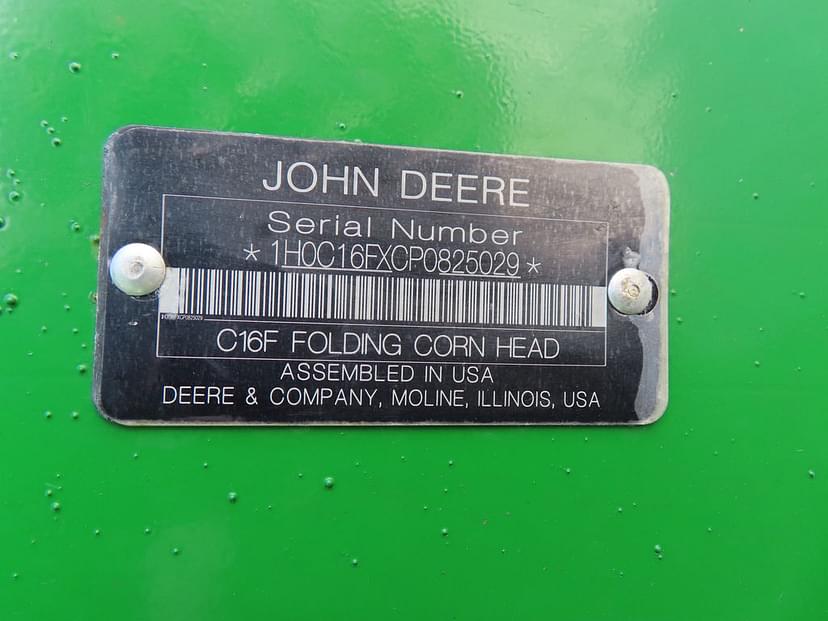 JOHN DEERE
Serial Number
* 1H0C16FXCP0825029 *
C16F FOLDING CORN HEAD
ASSEMBLED IN USA
DEERE & COMPANY, MOLINE, ILLINOIS, USA